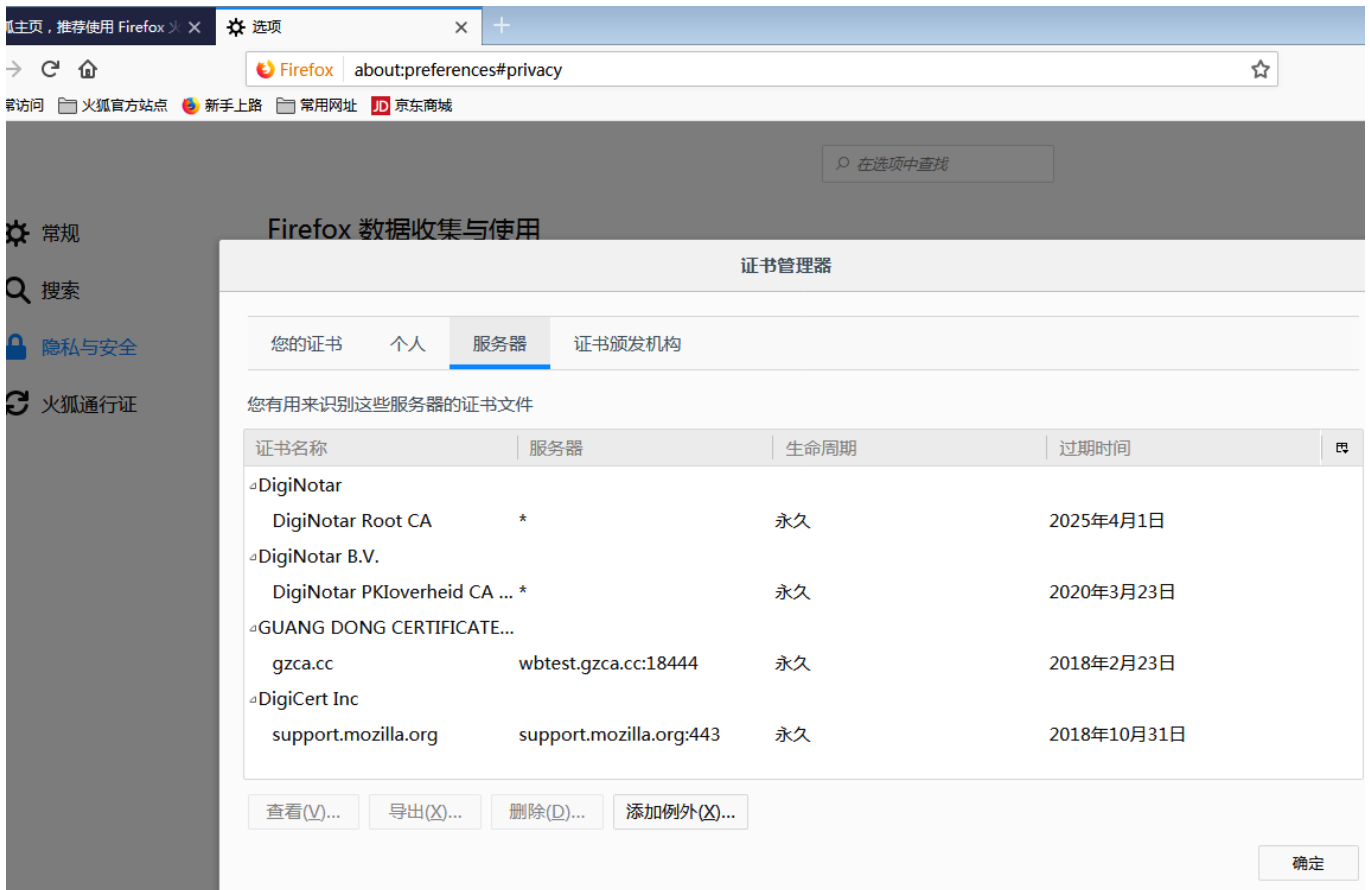 狐主页，推荐使用 Firefox 火
选项
Firefox about:preferences#privacy
常访问 火狐官方站点 新手上路 常用网址 JD 京东商城
在选项中查找
常规
Firefox 数据收集与使用
证书管理器
搜索
您的证书 个人 服务器 证书颁发机构
隐私与安全
火狐通行证
您有用来识别这些服务器的证书文件
证书名称 服务器 生命周期 过期时间
DigiNotar
DigiNotar Root CA * 永久 2025年4月1日
DigiNotar B.V.
DigiNotar PKIoverheid CA ... * 永久 2020年3月23日
GUANG DONG CERTIFICATE...
gzca.cc wbtest.gzca.cc:18444 永久 2018年2月23日
DigiCert Inc
support.mozilla.org support.mozilla.org:443 永久 2018年10月31日
查看(V)... 导出(X)... 删除(D)... 添加例外(X)...
确定